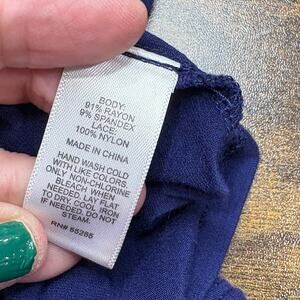 BODY:
91% RAYON
9% SPANDEX
LACE:
100% NYLON
MADE IN CHINA
HAND WASH COLD
WITH LIKE COLORS
ONLY NON-CHLORINE
BLEACH WHEN
NEEDED, LAY FLAT
TO DRY, COOL IRON
IF NEEDED. DO NOT
STEAM.
RN# 65285